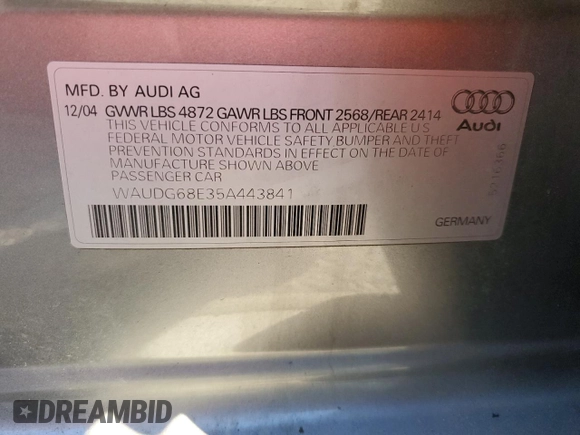 MFD. BY AUDI AG
12/04 GVWR LBS 4872 GAWR LBS FRONT 2568/REAR 2414
THIS VEHICLE CONFORMS TO ALL APPLICABLE U S
FEDERAL MOTOR VEHICLE SAFETY BUMPER AND THEFT
PREVENTION STANDARDS IN EFFECT ON THE DATE OF
MANUFACTURE SHOWN ABOVE
PASSENGER CAR
WAUDG68E35A443841
Audi
5216366
GERMANY
DREAMBID